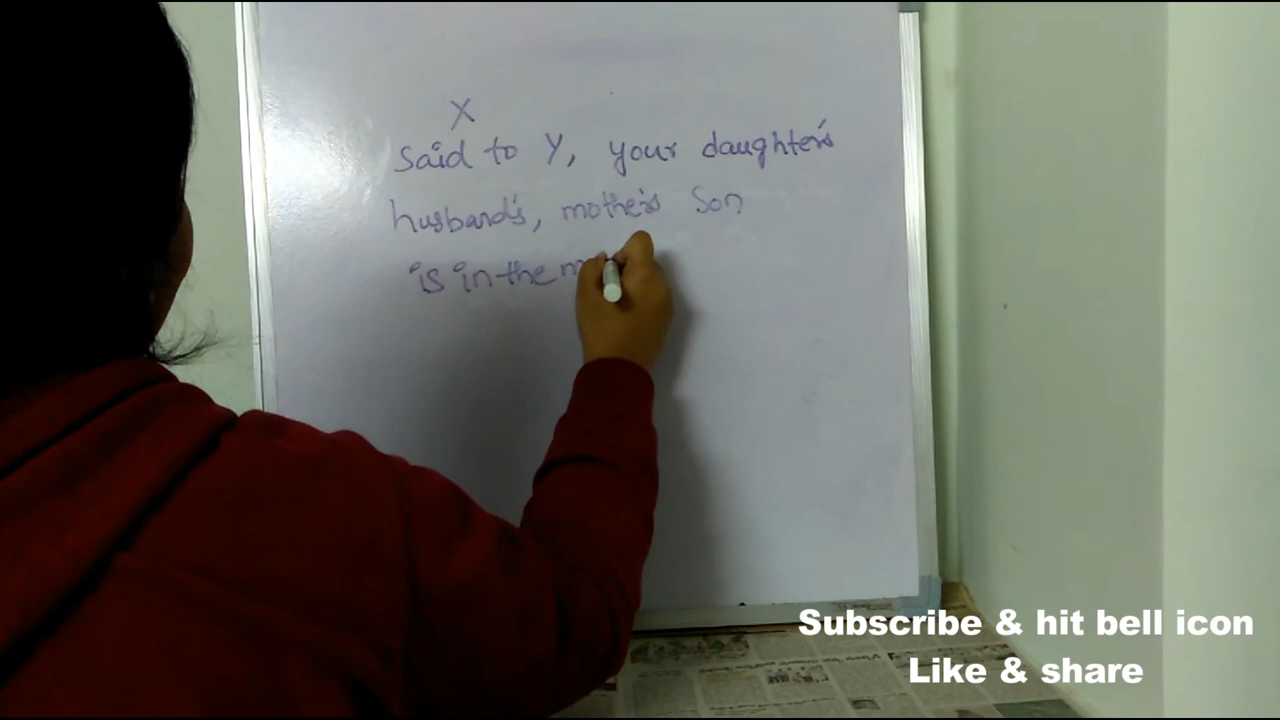 X
said to Y, your daughter's
husband's, mother's son
is in the
Subscribe & hit bell icon
Like & share